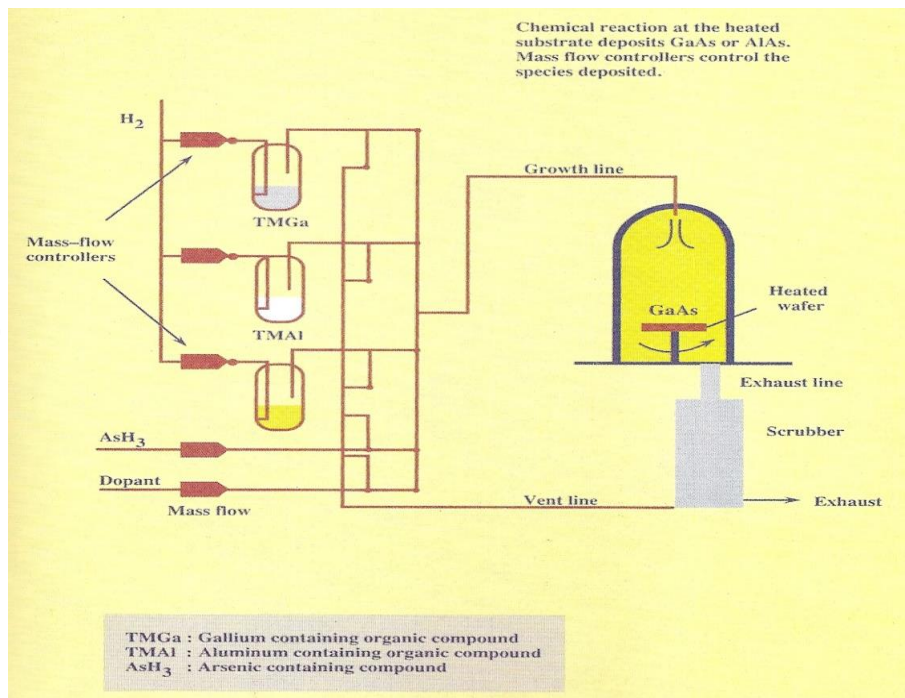 Chemical reaction at the heated
substrate deposits GaAs or AlAs.
Mass flow controllers control the
species deposited.
H2
Growth line
TMGa
Mass–flow
controllers
Heated
wafer
GaAs
TMAl
Exhaust line
Scrubber
AsH3
Dopant
Mass flow
Vent line
Exhaust
TMGa : Gallium containing organic compound
TMAl : Aluminum containing organic compound
AsH3 : Arsenic containing compound